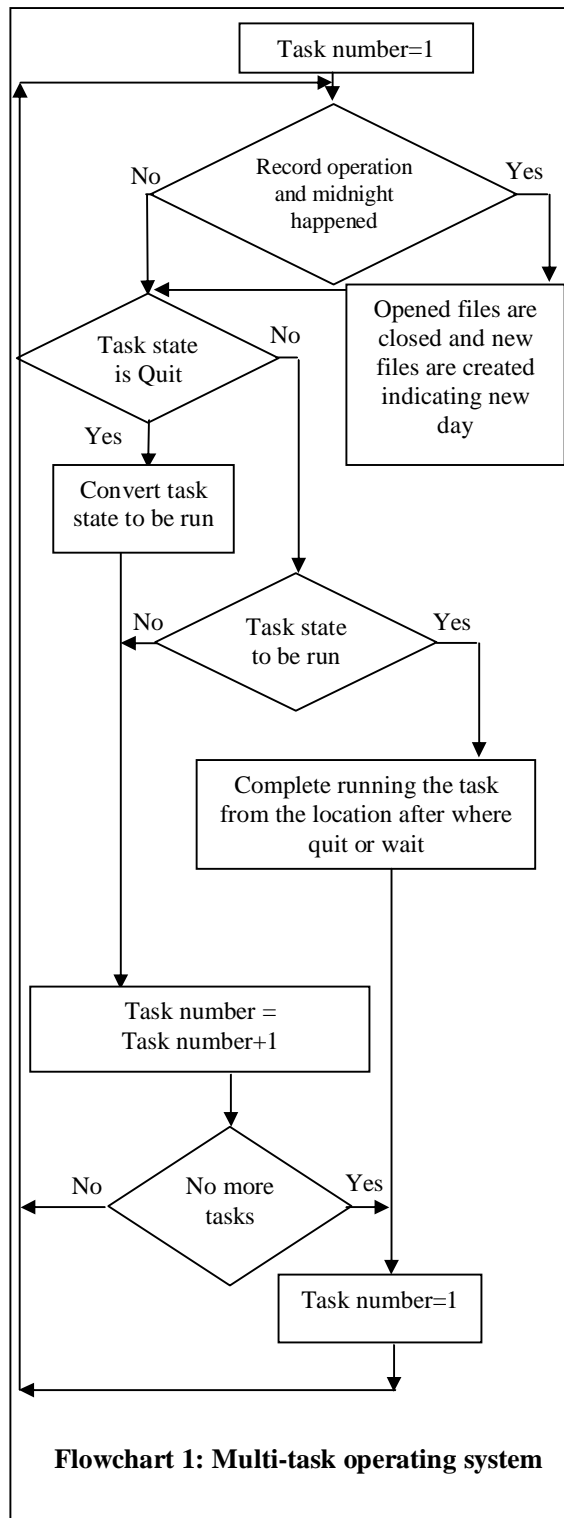 Task number=1
No
Yes
Record operation
and midnight
happened
Opened files are
closed and new
files are created
indicating new
day
No
Task state
is Quit
Yes
Convert task
state to be run
No
Yes
Task state
to be run
Complete running the task
from the location after where
quit or wait
Task number =
Task number+1
No
Yes
No more
tasks
Task number=1
Flowchart 1: Multi-task operating system